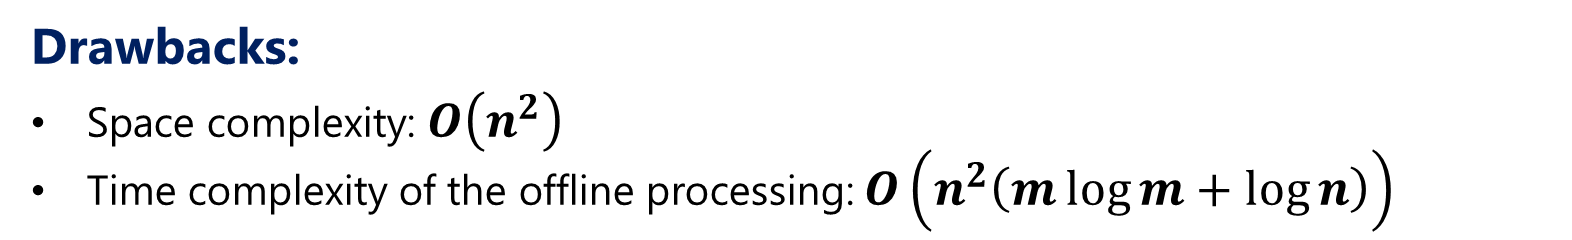 Drawbacks:
• Space complexity: O(n²)
• Time complexity of the offline processing: O(n²(m log m + log n))